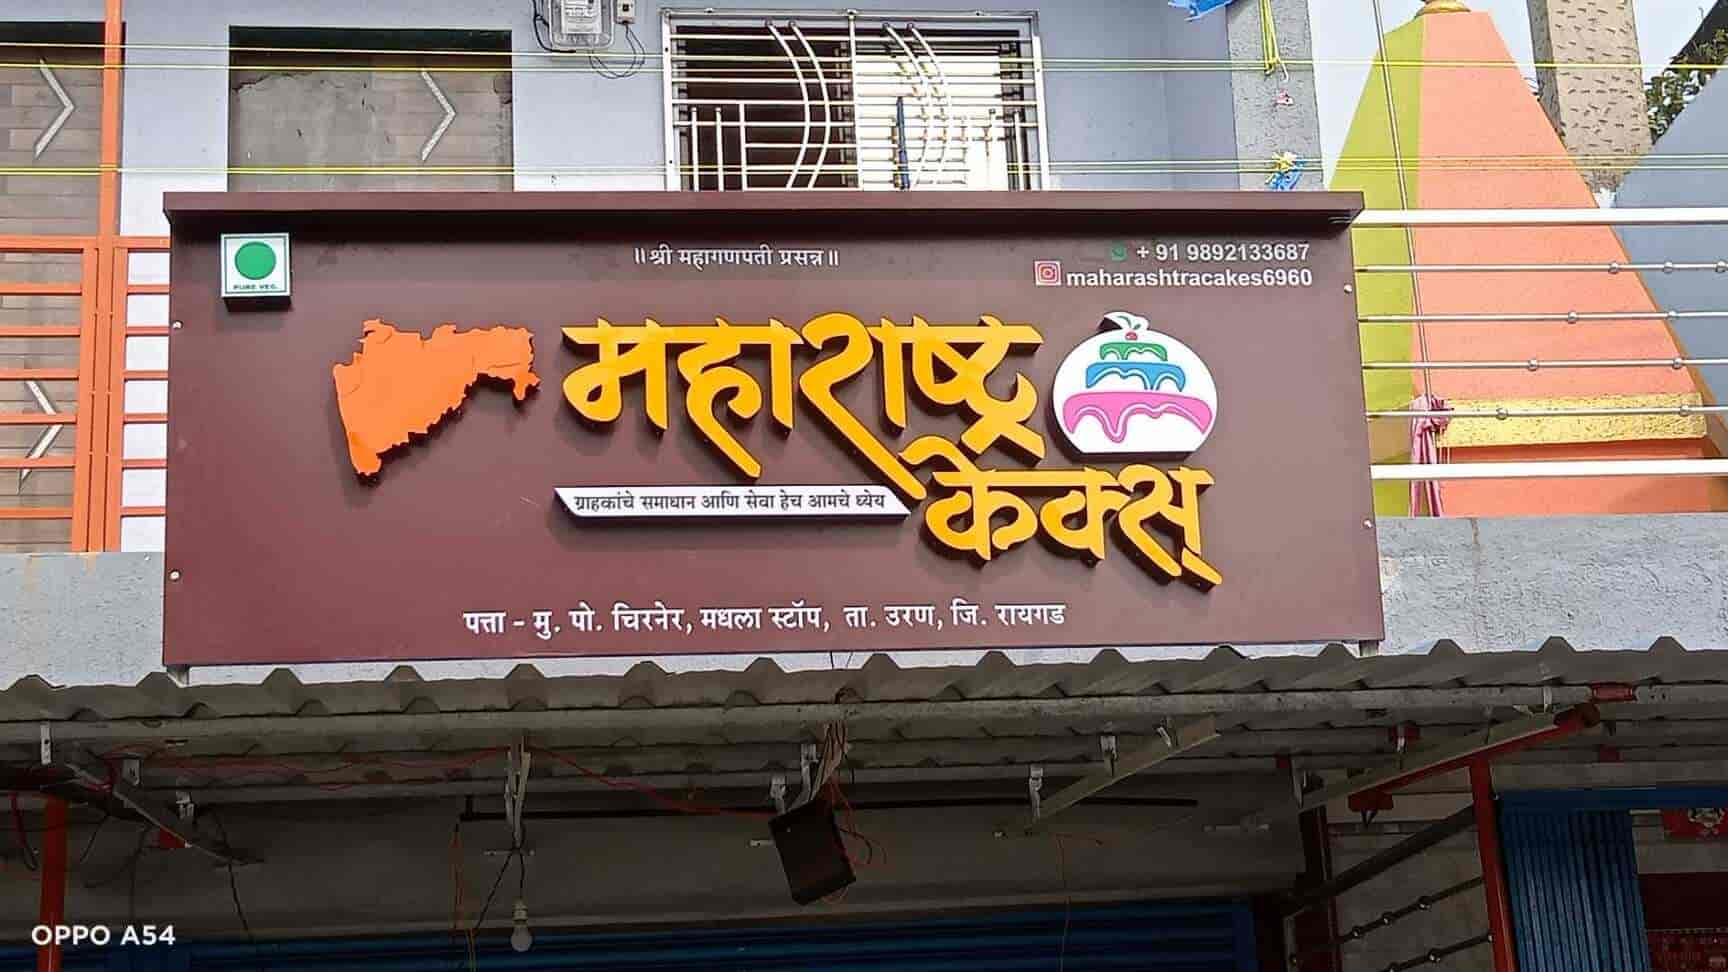 ॥ श्री महागणपती प्रसन्न ॥
+ 91 9892133687
maharashtracakes6960
PURE VEG.
महाराष्ट्र
केक्स्
ग्राहकांचे समाधान आणि सेवा हेच आमचे ध्येय
पत्ता - मु. पो. चिरनेर, मधला स्टॉप, ता. उरण, जि. रायगड
OPPO A54